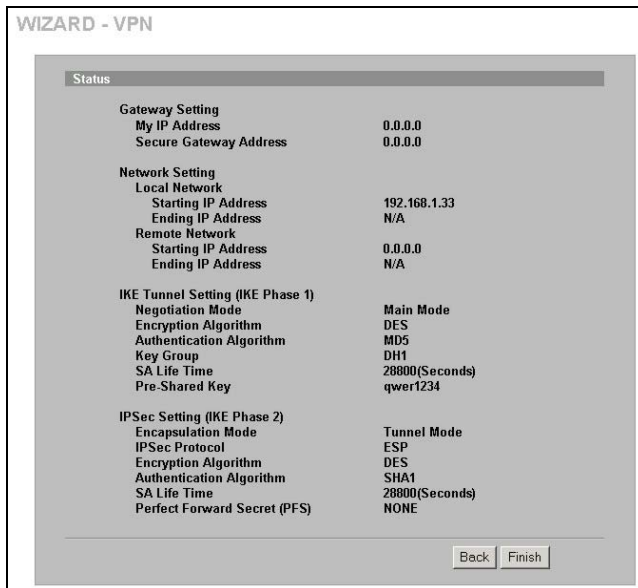 WIZARD - VPN
Status
Gateway Setting
My IP Address 0.0.0.0
Secure Gateway Address 0.0.0.0
Network Setting
Local Network
Starting IP Address 192.168.1.33
Ending IP Address N/A
Remote Network
Starting IP Address 0.0.0.0
Ending IP Address N/A
IKE Tunnel Setting (IKE Phase 1)
Negotiation Mode Main Mode
Encryption Algorithm DES
Authentication Algorithm MD5
Key Group DH1
SA Life Time 28800(Seconds)
Pre-Shared Key qwer1234
IPSec Setting (IKE Phase 2)
Encapsulation Mode Tunnel Mode
IPSec Protocol ESP
Encryption Algorithm DES
Authentication Algorithm SHA1
SA Life Time 28800(Seconds)
Perfect Forward Secret (PFS) NONE
Back Finish